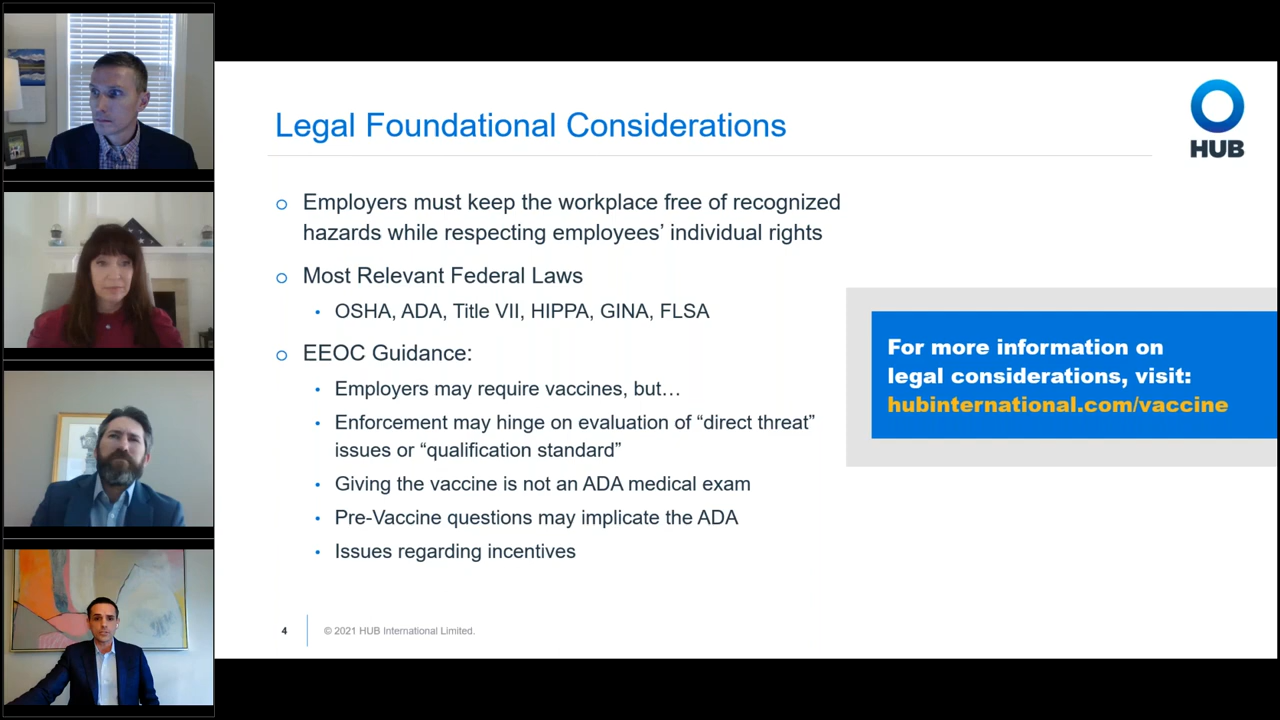 Legal Foundational Considerations
HUB
o Employers must keep the workplace free of recognized
hazards while respecting employees’ individual rights
o Most Relevant Federal Laws
• OSHA, ADA, Title VII, HIPPA, GINA, FLSA
o EEOC Guidance:
• Employers may require vaccines, but…
• Enforcement may hinge on evaluation of “direct threat”
issues or “qualification standard”
• Giving the vaccine is not an ADA medical exam
• Pre-Vaccine questions may implicate the ADA
• Issues regarding incentives
For more information on
legal considerations, visit:
hubinternational.com/vaccine
4
© 2021 HUB International Limited.